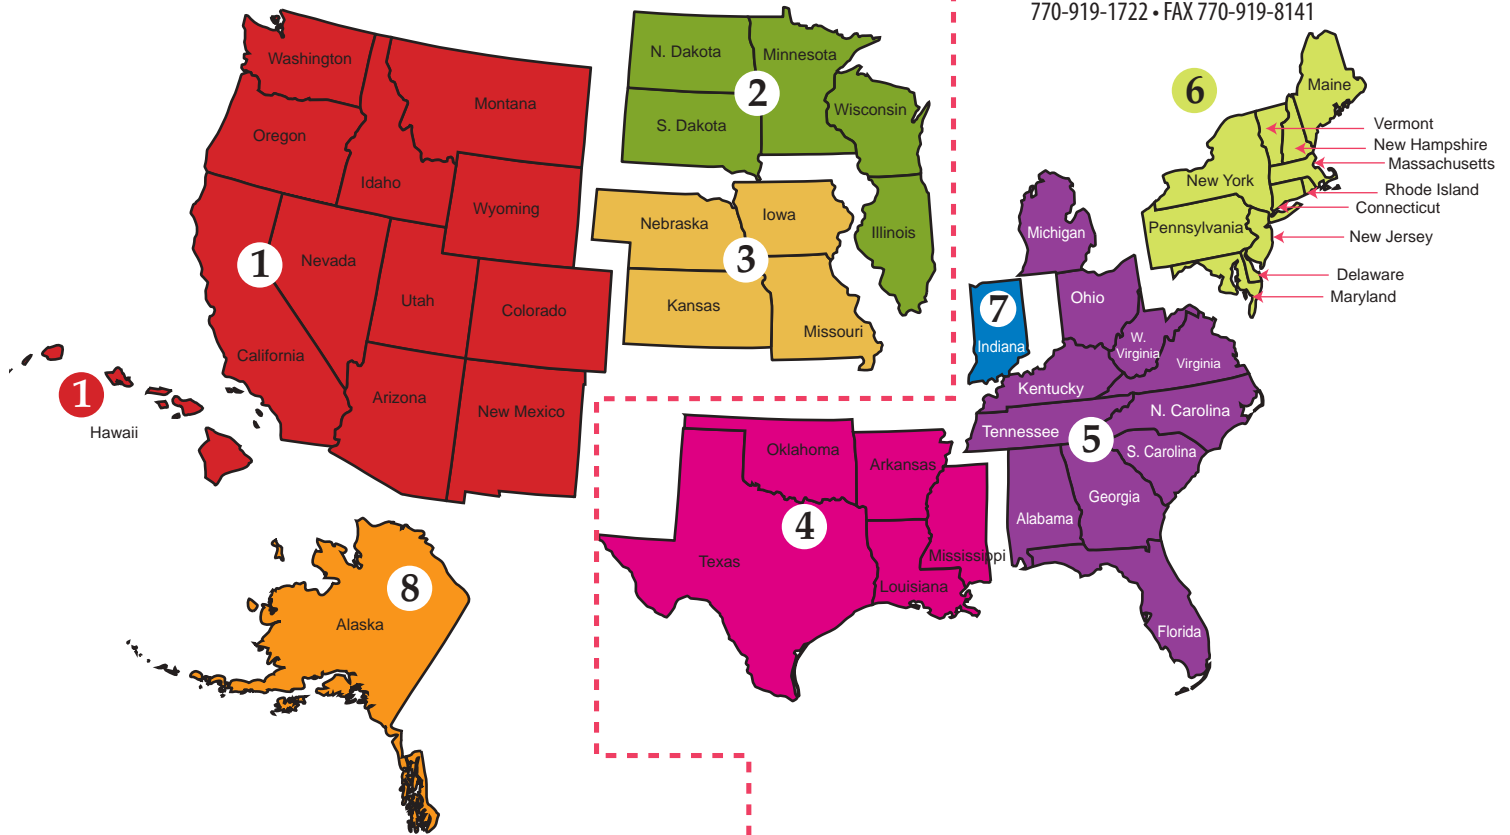 770-919-1722 • FAX 770-919-8141
Washington
Montana
Oregon
Idaho
Wyoming
Nevada
1
Utah
Colorado
California
Arizona
New Mexico
1
Hawaii
8
Alaska
N. Dakota
Minnesota
2
S. Dakota
Wisconsin
Illinois
Nebraska
Iowa
3
Kansas
Missouri
Oklahoma
Arkansas
4
Texas
Mississippi
Louisiana
6
Maine
Vermont
New Hampshire
Massachusetts
New York
Rhode Island
Connecticut
Pennsylvania
New Jersey
Delaware
Maryland
Michigan
7
Indiana
Ohio
W.
Virginia
Virginia
Kentucky
N. Carolina
Tennessee
5
S. Carolina
Georgia
Alabama
Florida